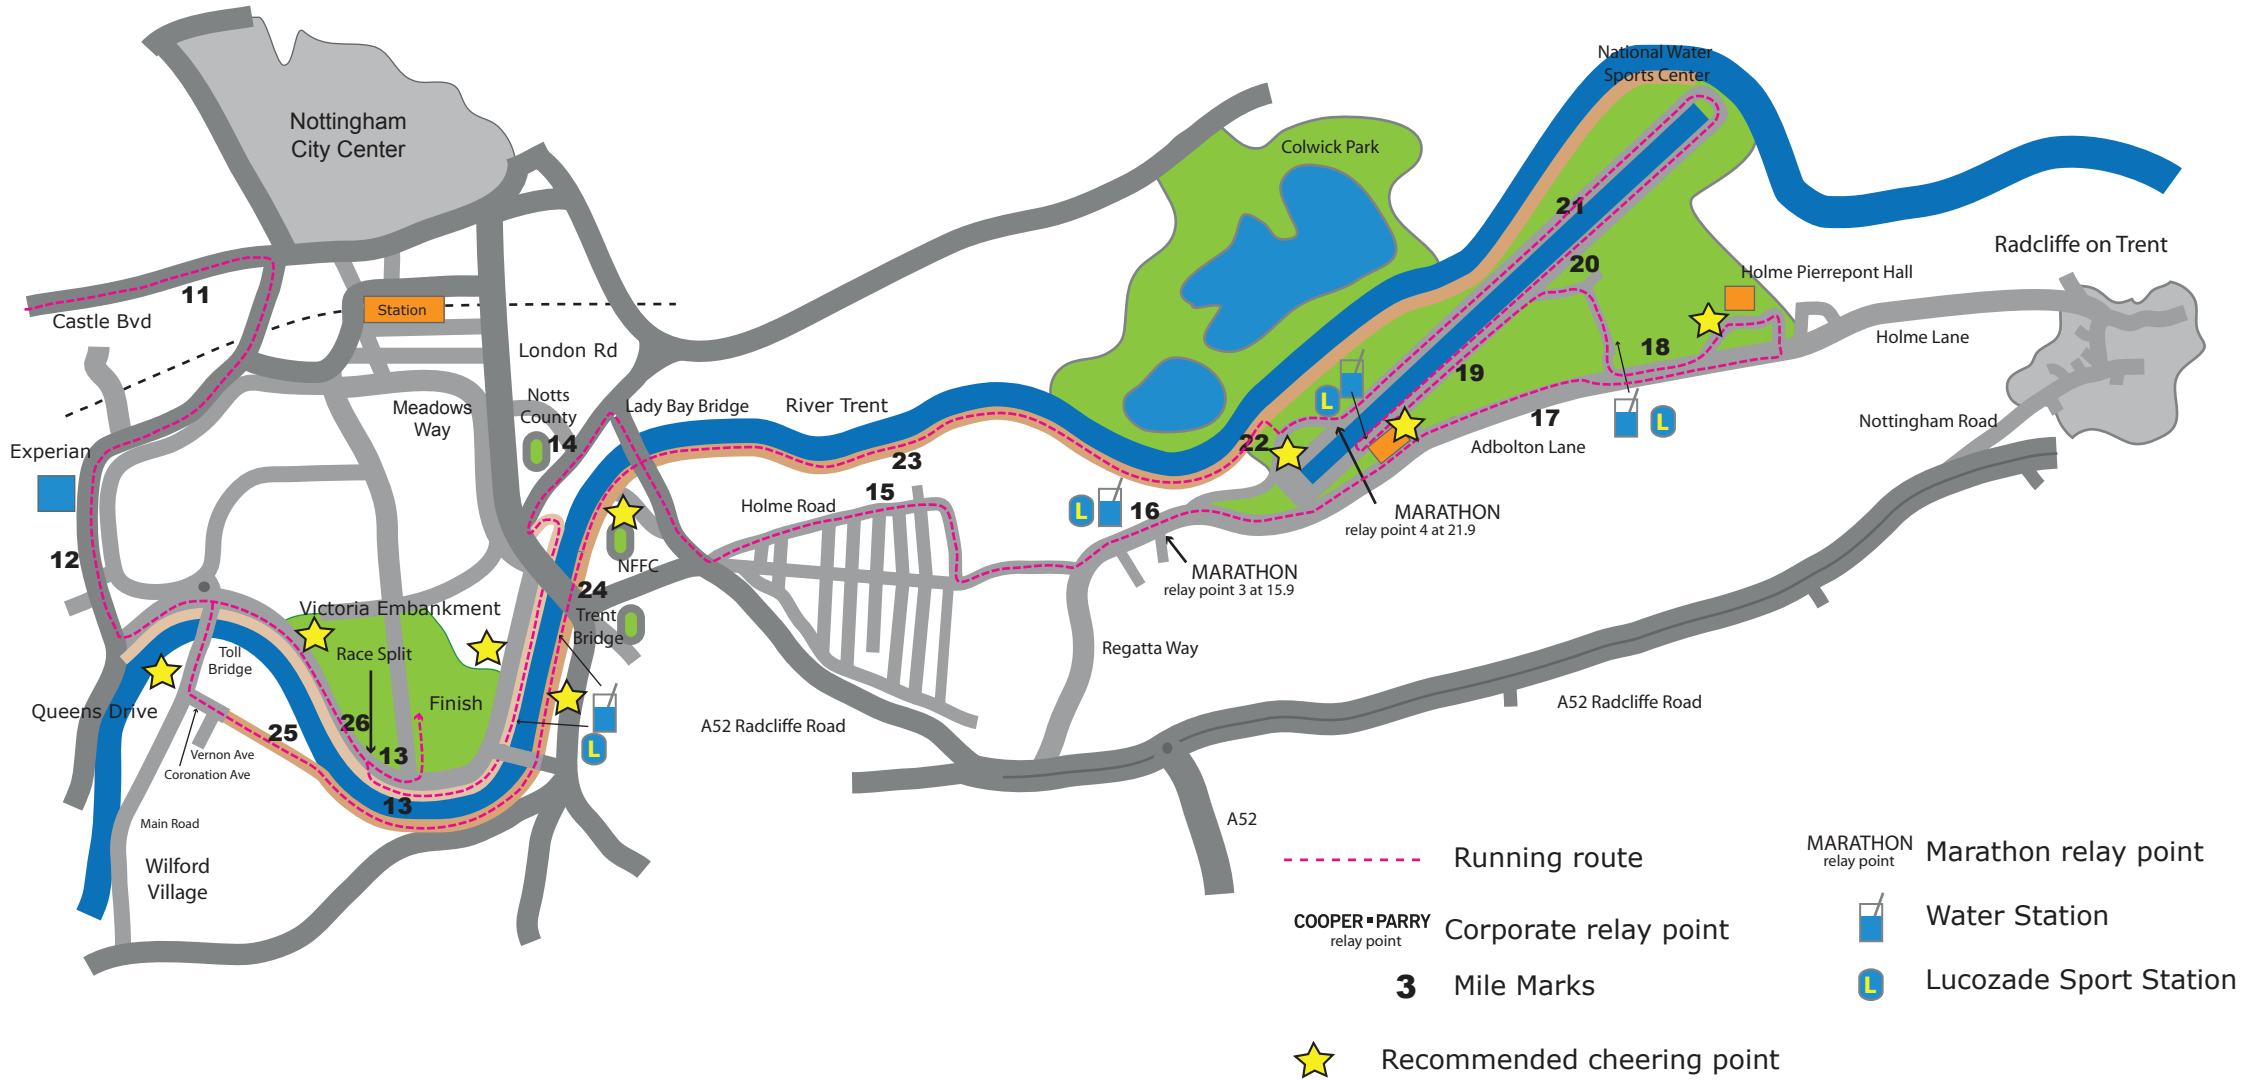 National Water
Sports Center
Nottingham
City Center
Colwick Park
21
Radcliffe on Trent
20
Holme Pierrepont Hall
11
Station
Castle Bvd
Holme Lane
London Rd
18
19
Notts
County
Meadows
Way
Lady Bay Bridge
River Trent
L
17
L
Nottingham Road
14
22
Adbolton Lane
Experian
23
15
Holme Road
L
16
MARATHON
relay point 4 at 21.9
12
NFFC
MARATHON
relay point 3 at 15.9
24
Victoria Embankment
Trent
Bridge
Toll
Bridge
Race Split
Regatta Way
Queens Drive
Finish
A52 Radcliffe Road
A52 Radcliffe Road
25
26
13
L
Vernon Ave
Coronation Ave
13
Main Road
A52
Wilford
Village
Running route
MARATHON
relay point
Marathon relay point
COOPER PARRY
relay point
Corporate relay point
Water Station
3
Mile Marks
L
Lucozade Sport Station
Recommended cheering point